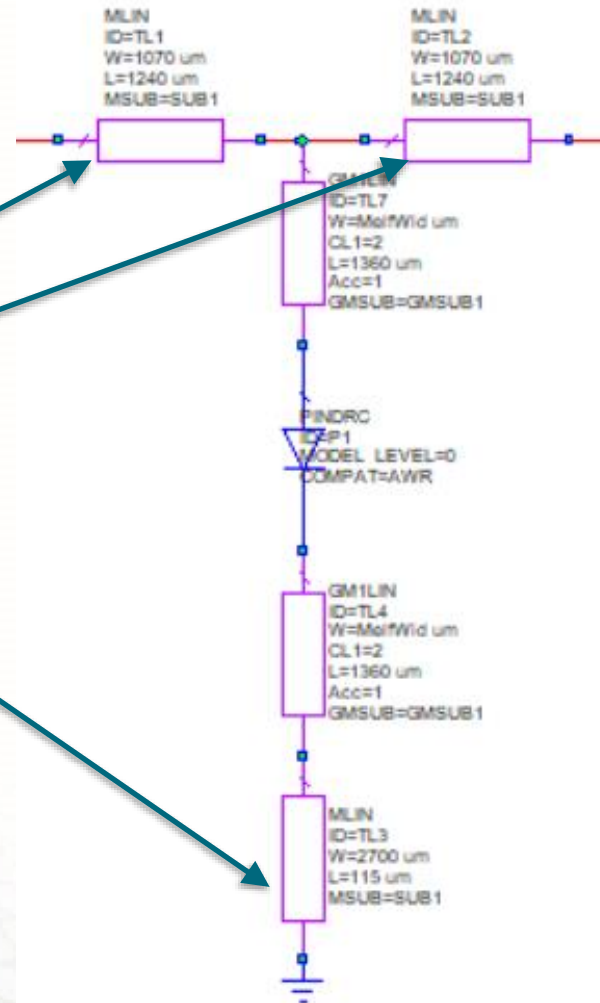 MLIN
ID=TL1
W=1070 um
L=1240 um
MSUB=SUB1
MLIN
ID=TL2
W=1070 um
L=1240 um
MSUB=SUB1
GM1LIN
ID=TL7
W=MelfWid um
CL1=2
L=1360 um
Acc=1
GMSUB=GMSUB1
PINDRC
ID=P1
MODEL LEVEL=0
COMPAT=AWR
GM1LIN
ID=TL4
W=MelfWid um
CL1=2
L=1360 um
Acc=1
GMSUB=GMSUB1
MLIN
ID=TL3
W=2700 um
L=115 um
MSUB=SUB1